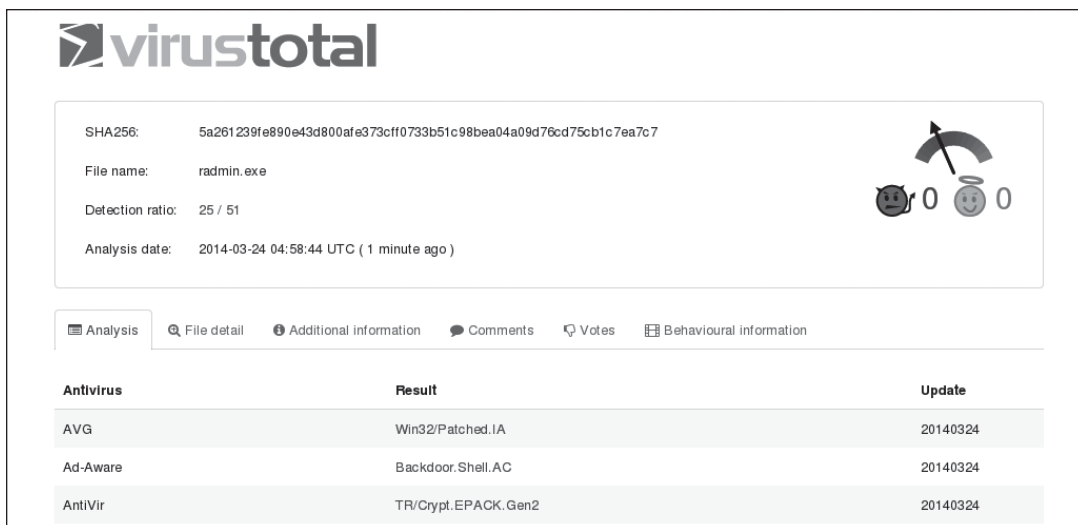 virustotal
SHA256: 5a261239fe890e43d800afe373cff0733b51c98bea04a09d76cd75cb1c7ea7c7
File name: radmin.exe
Detection ratio: 25 / 51
Analysis date: 2014-03-24 04:58:44 UTC ( 1 minute ago )
0 0
Analysis File detail Additional information Comments Votes Behavioural information
Antivirus Result Update
AVG Win32/Patched.IA 20140324
Ad-Aware Backdoor.Shell.AC 20140324
AntiVir TR/Crypt.EPACK.Gen2 20140324